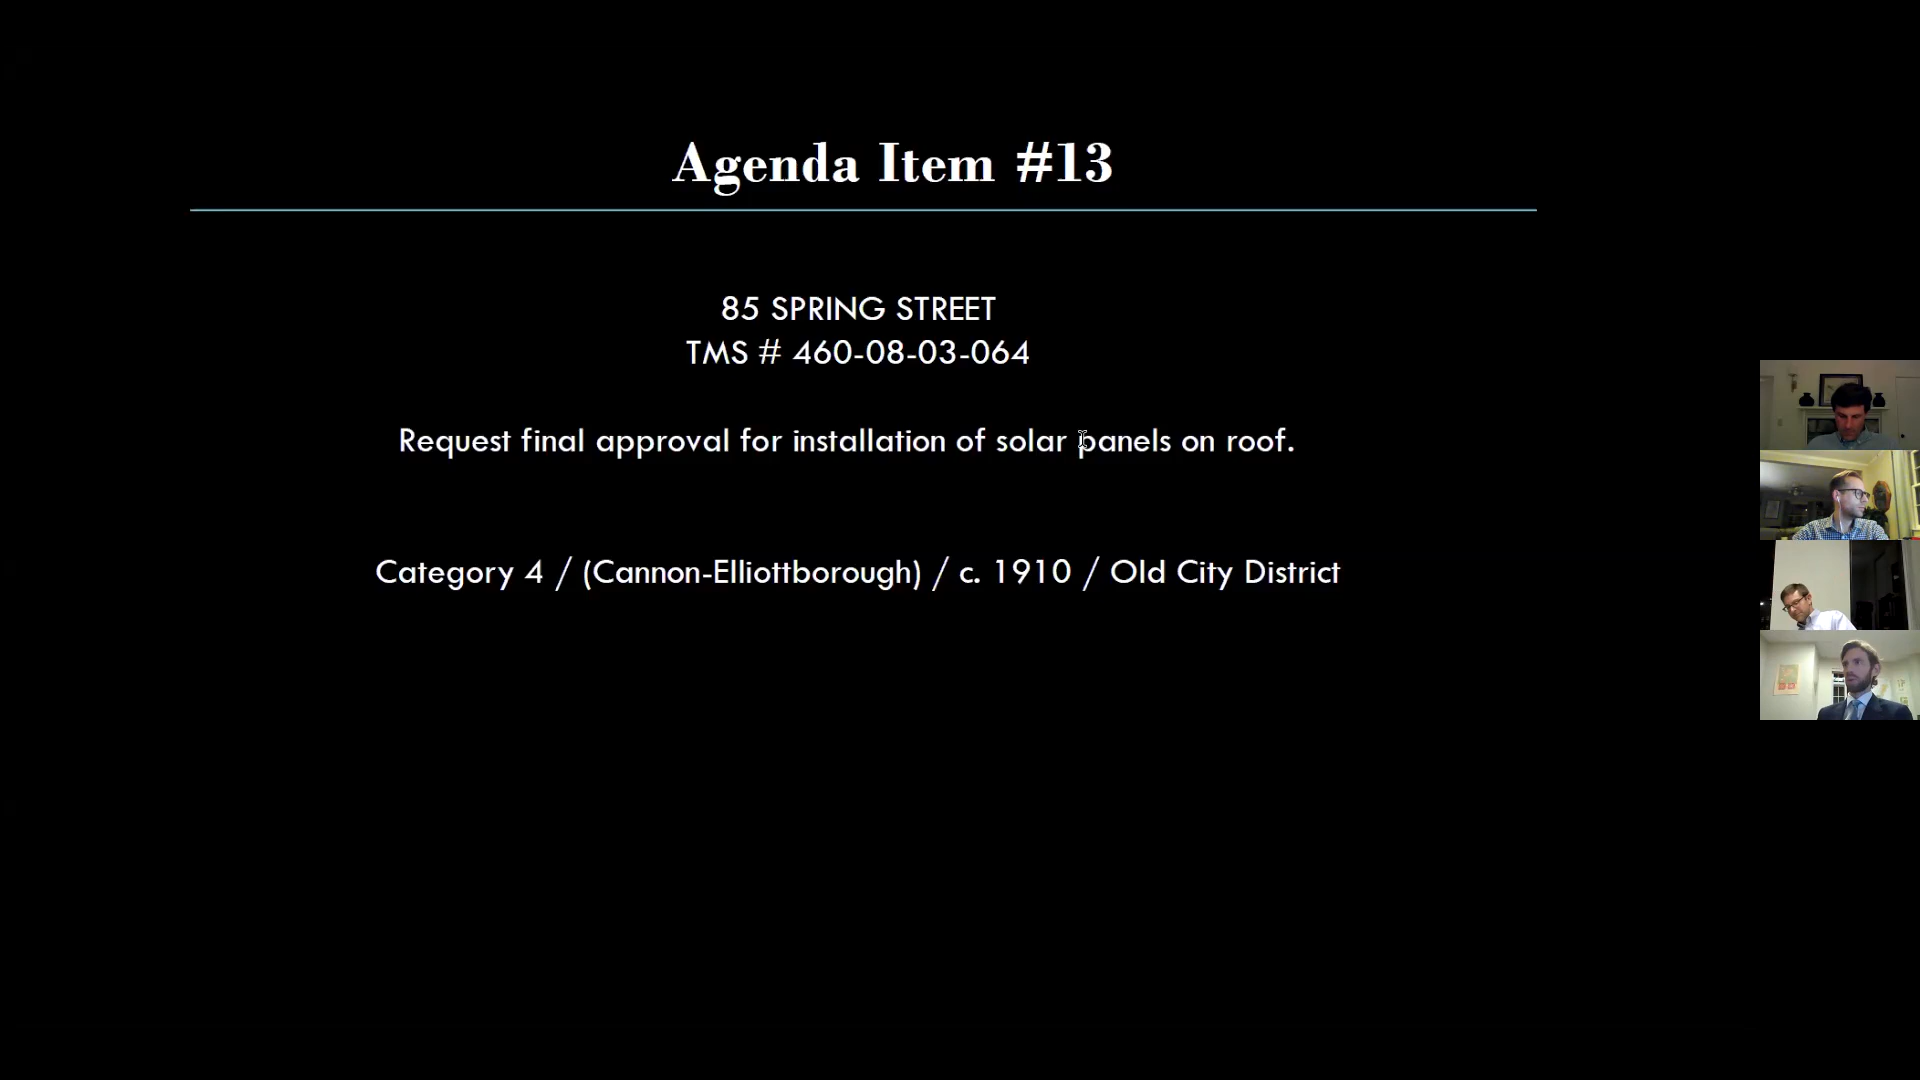 Agenda Item #13
85 SPRING STREET
TMS # 460-08-03-064
Request final approval for installation of solar panels on roof.
Category 4 / (Cannon-Elliottborough) / c. 1910 / Old City District